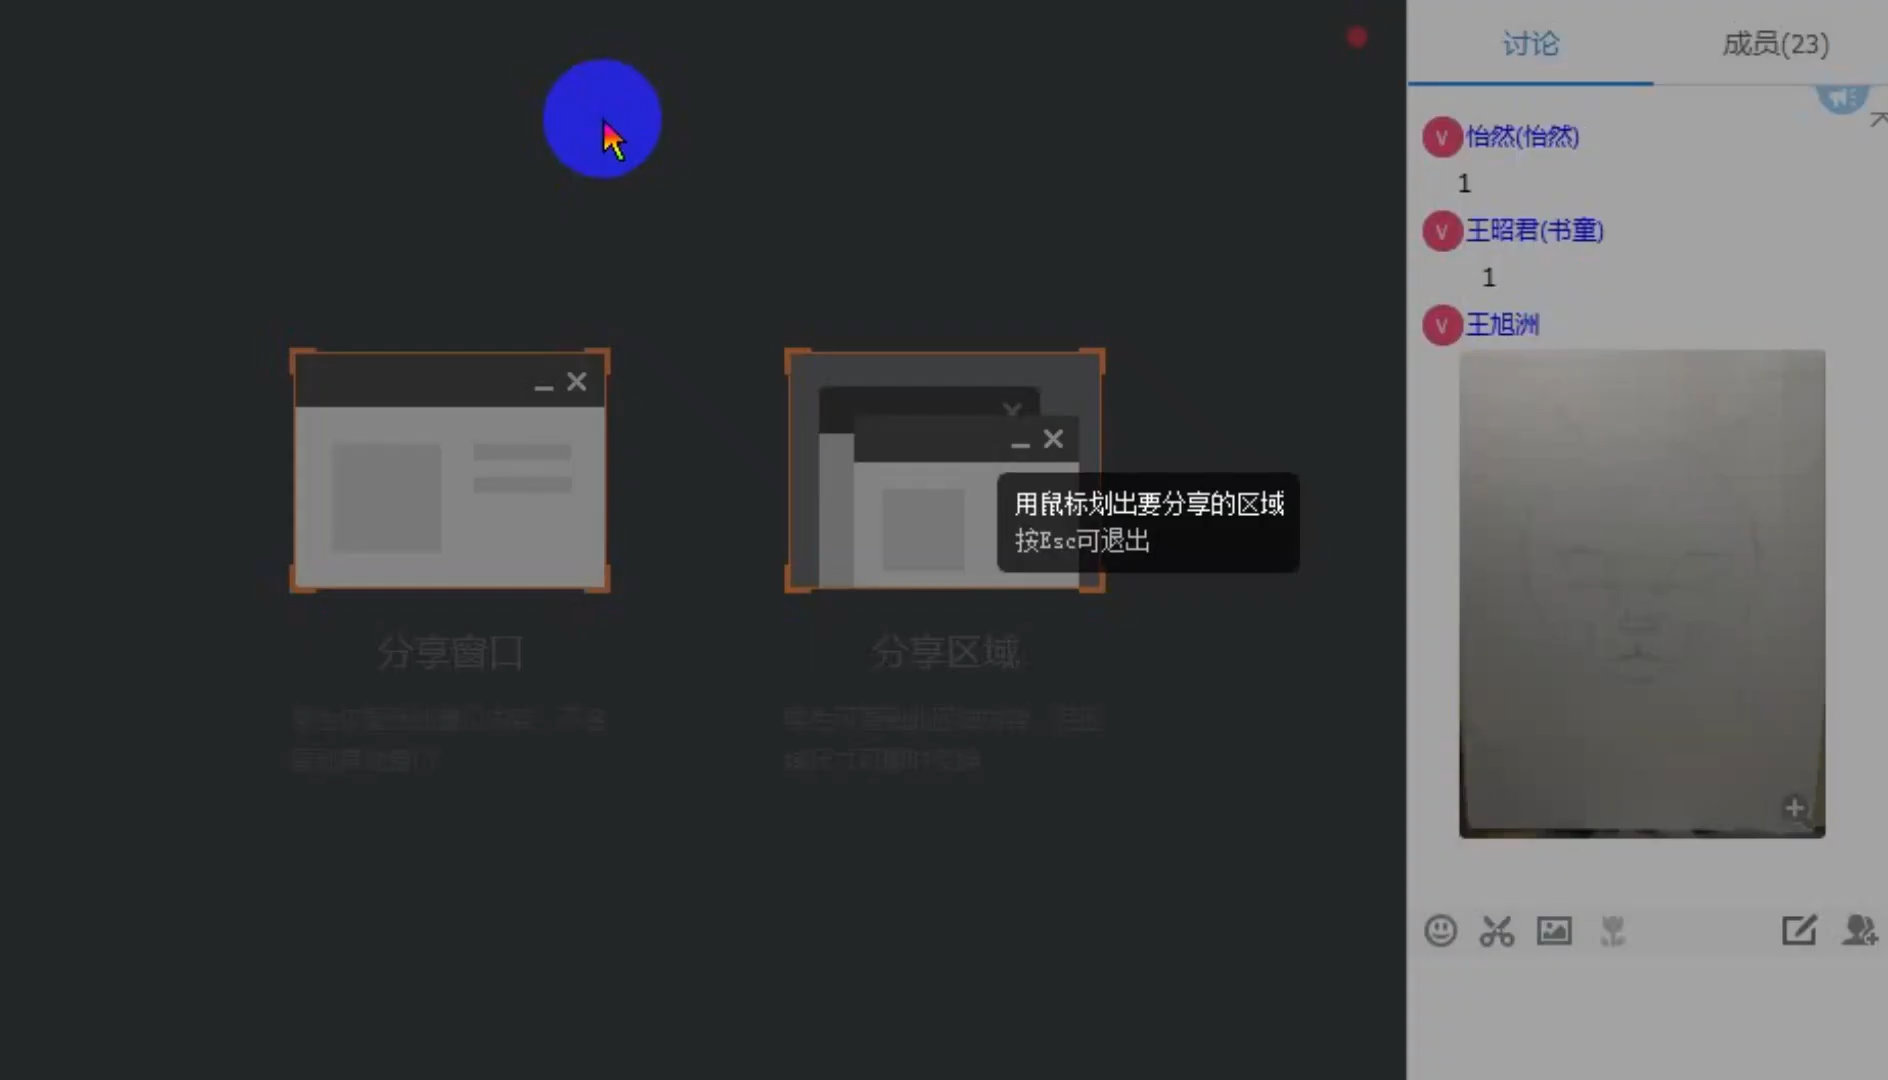 讨论
成员(23)
V 怡然(怡然)
1
V 王昭君(书童)
1
V 王旭洲
用鼠标划出要分享的区域
按Esc可退出
分享窗口
分享区域